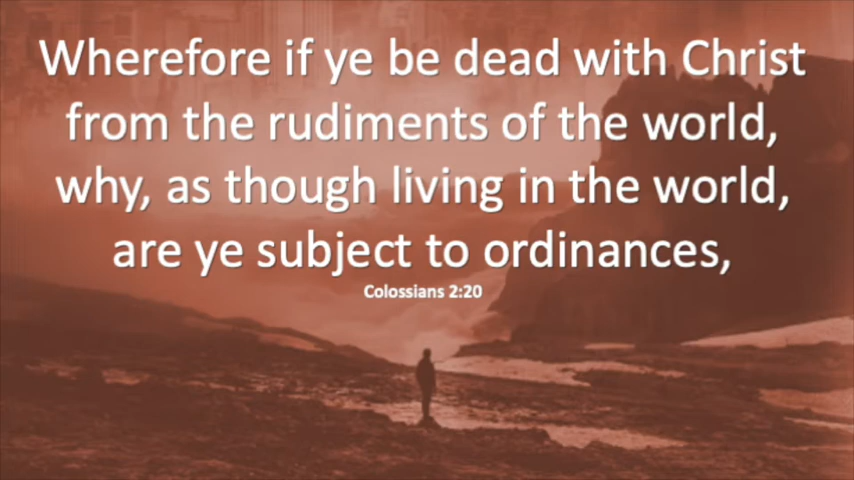 Wherefore if ye be dead with Christ
from the rudiments of the world,
why, as though living in the world,
are ye subject to ordinances,
Colossians 2:20